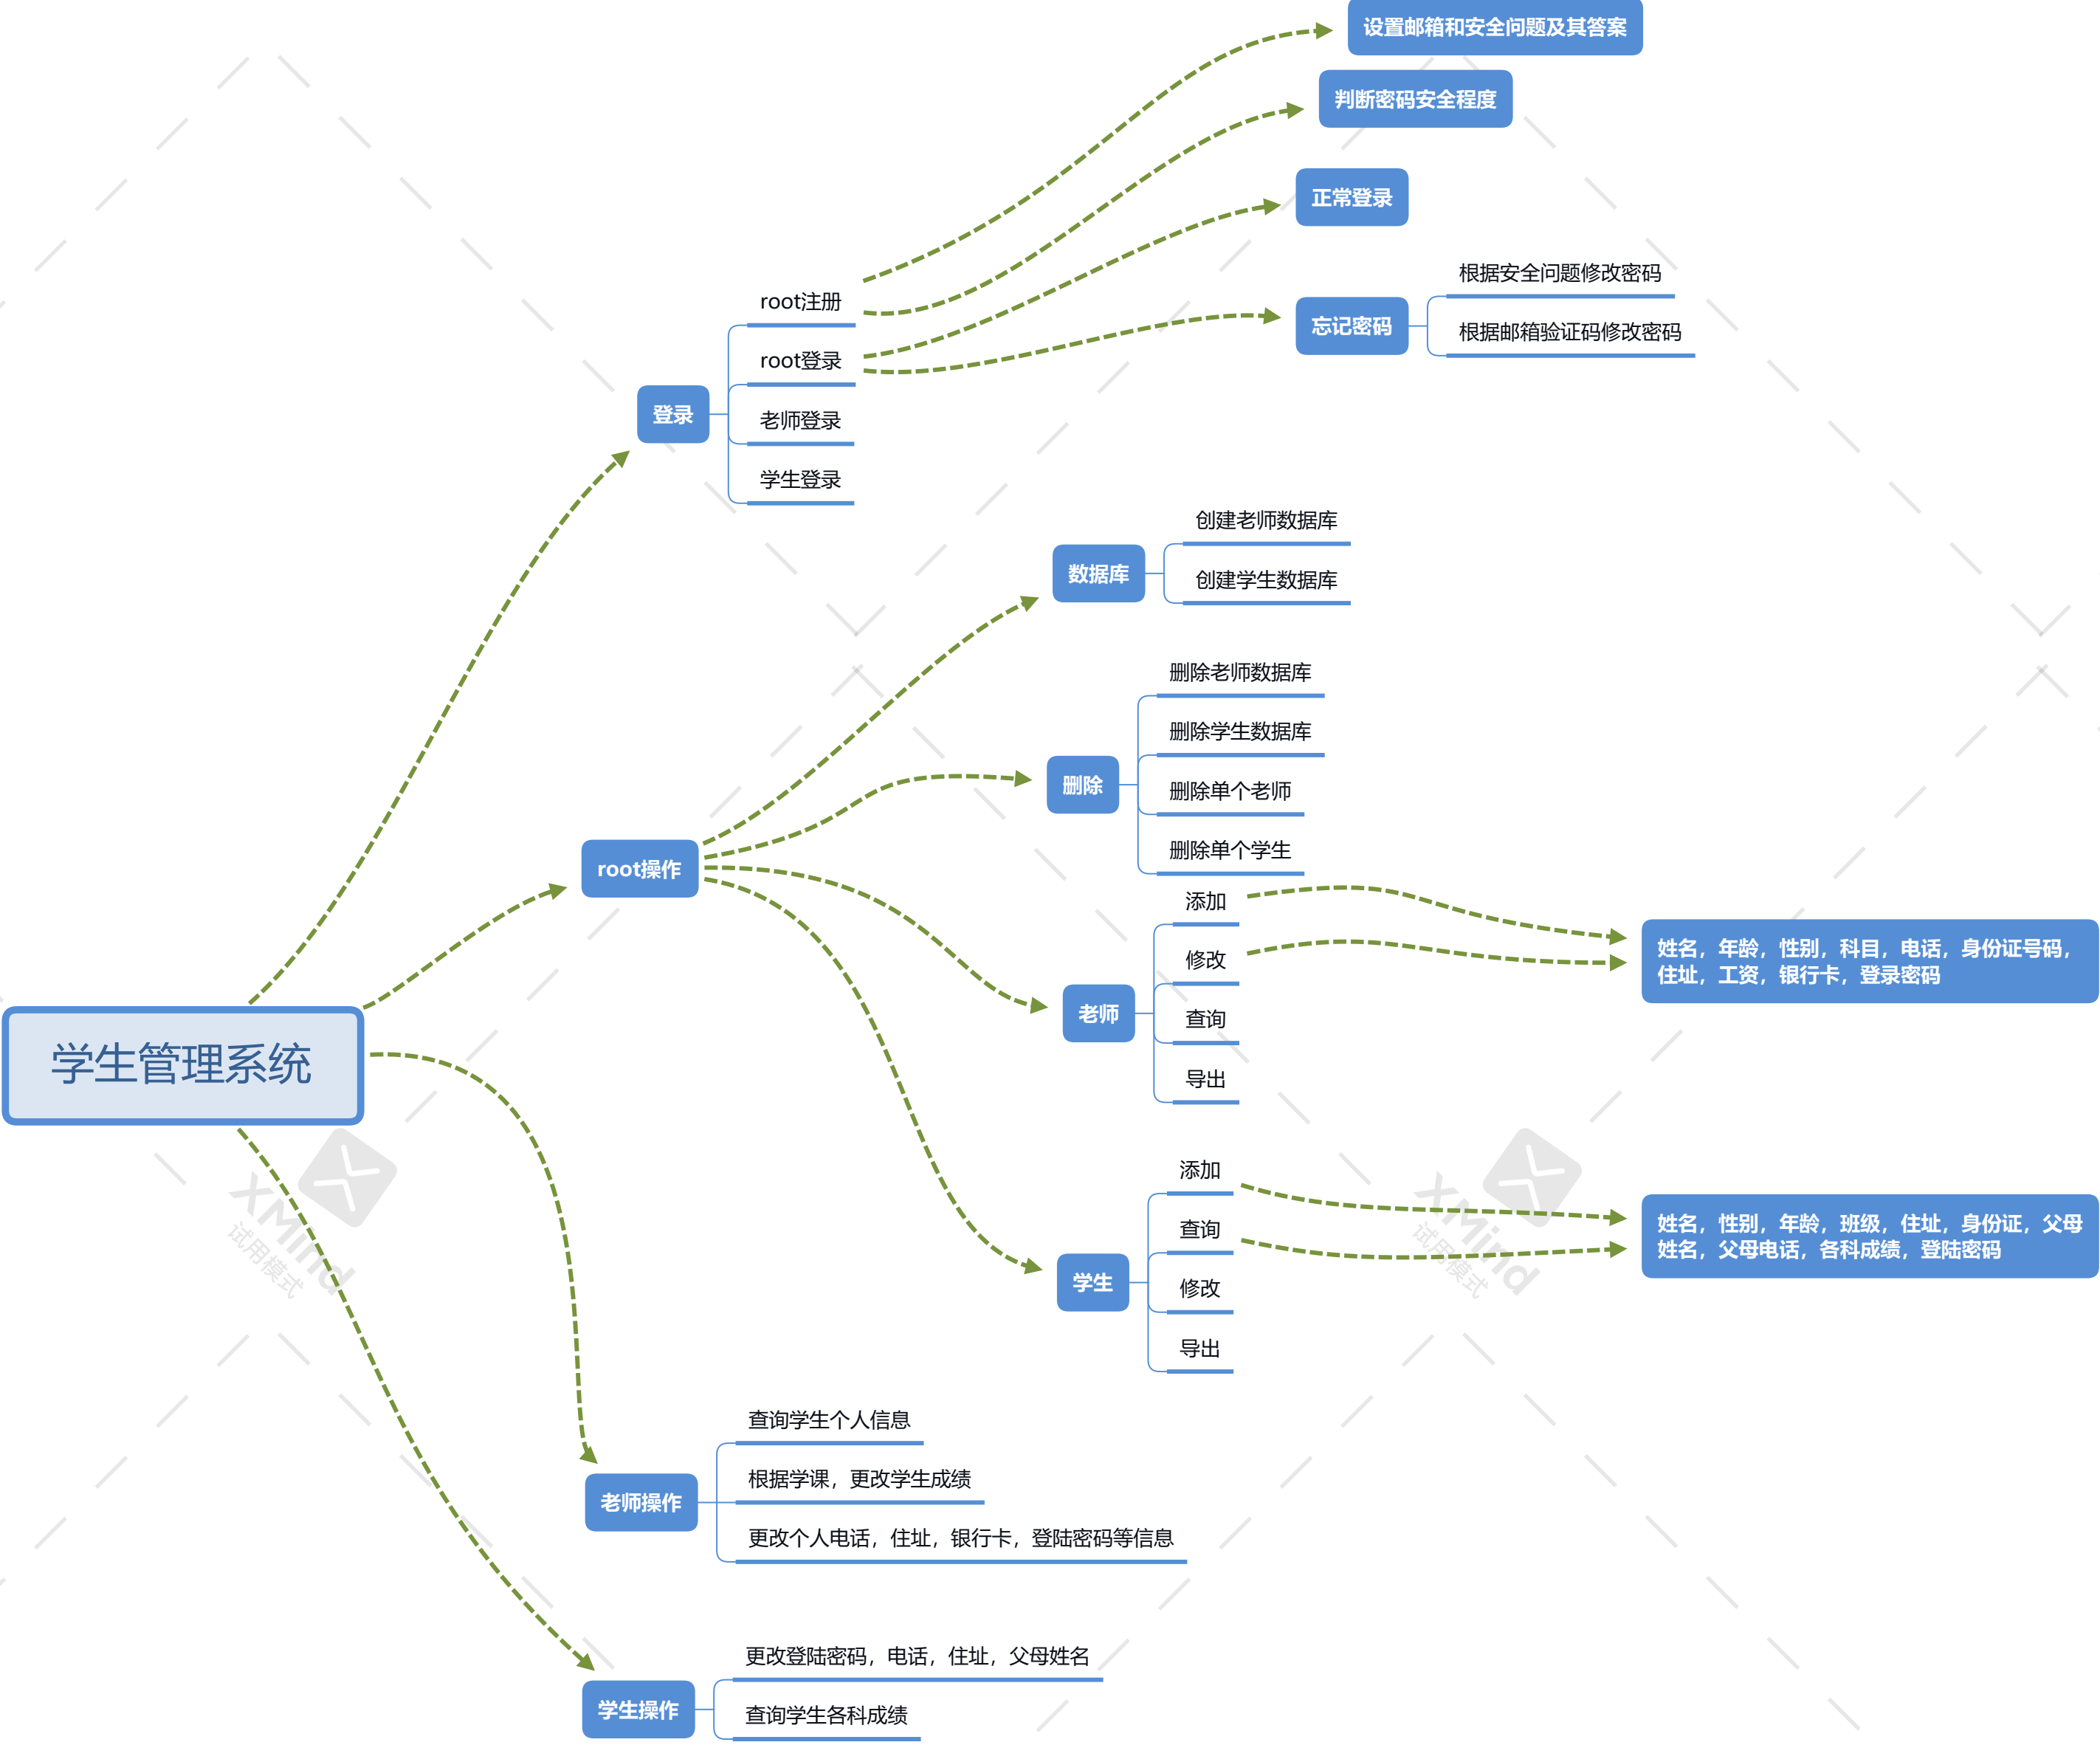 设置邮箱和安全问题及其答案
判断密码安全程度
正常登录
忘记密码
根据安全问题修改密码
根据邮箱验证码修改密码
登录
root注册
root登录
老师登录
学生登录
数据库
创建老师数据库
创建学生数据库
删除
删除老师数据库
删除学生数据库
删除单个老师
删除单个学生
root操作
老师
添加
修改
查询
导出
姓名，年龄，性别，科目，电话，身份证号码，
住址，工资，银行卡，登录密码
学生管理系统
学生
添加
查询
修改
导出
姓名，性别，年龄，班级，住址，身份证，父母
姓名，父母电话，各科成绩，登陆密码
XMind
试用模式
XMind
试用模式
老师操作
查询学生个人信息
根据学课，更改学生成绩
更改个人电话，住址，银行卡，登陆密码等信息
学生操作
更改登陆密码，电话，住址，父母姓名
查询学生各科成绩